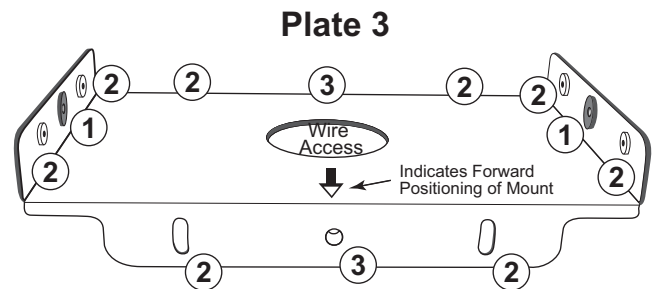 Plate 3
2 2 3 2 2
1 1
Wire
Access
2 2
Indicates Forward
Positioning of Mount
2 3 2